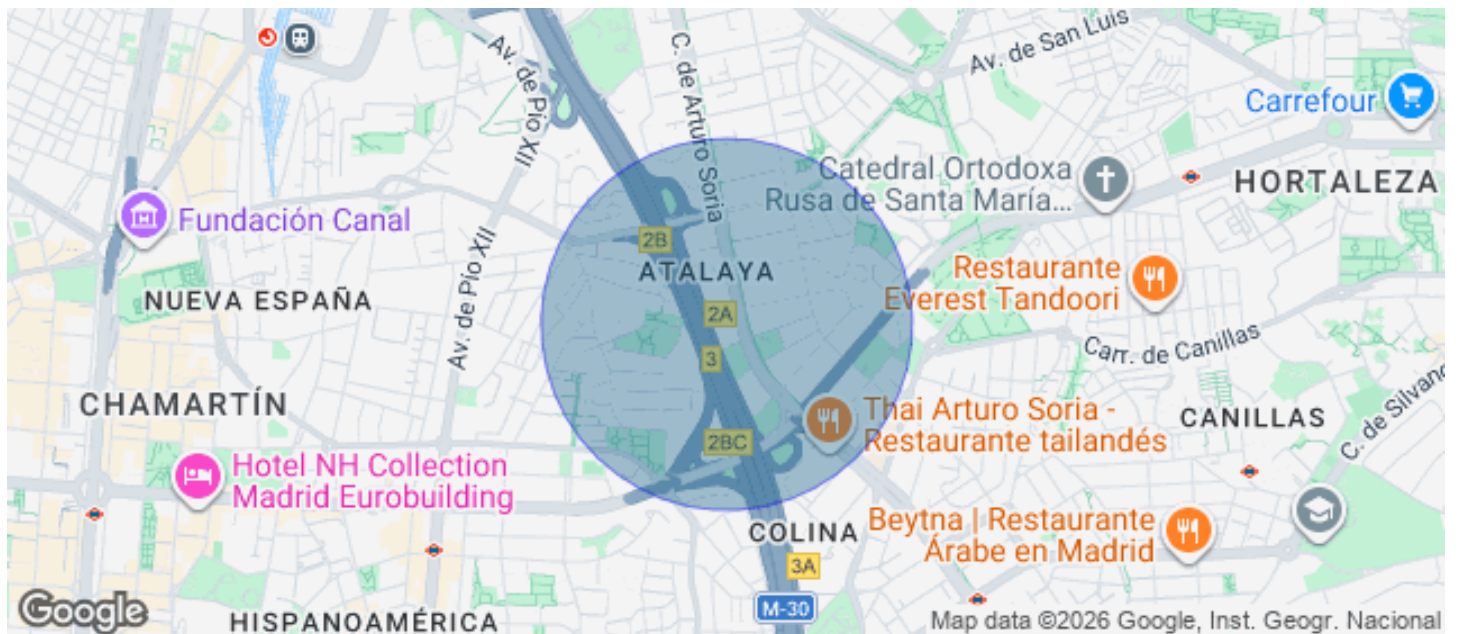 Av. de San Luis
Av. de Pío XII
C. de Arturo Soria
Carrefour
Catedral Ortodoxa
Rusa de Santa María...
HORTALEZA
Fundación Canal
2B
ATALAYA
Restaurante
Everest Tandoori
NUEVA ESPAÑA
Av. de Pío XII
2A
3
Carr. de Canillas
CHAMARTÍN
Thai Arturo Soria -
Restaurante tailandés
CANILLAS
C. de Silvano
2BC
Hotel NH Collection
Madrid Eurobuilding
COLINA
Beytna | Restaurante
Árabe en Madrid
3A
M-30
Google
HISPANOAMÉRICA
Map data ©2026 Google, Inst. Geogr. Nacional